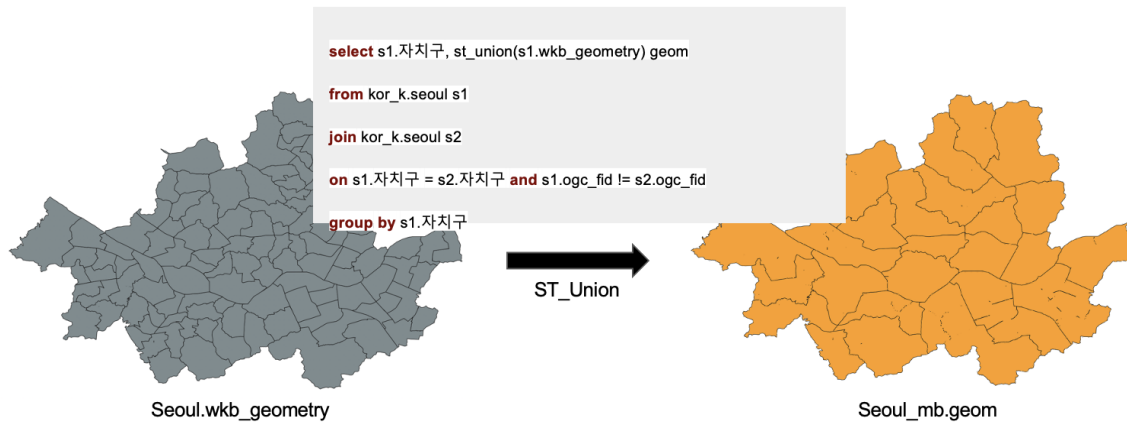 select s1.자치구, st_union(s1.wkb_geometry) geom
from kor_k.seoul s1
join kor_k.seoul s2
on s1.자치구 = s2.자치구 and s1.ogc_fid != s2.ogc_fid
group by s1.자치구
ST_Union
Seoul.wkb_geometry
Seoul_mb.geom